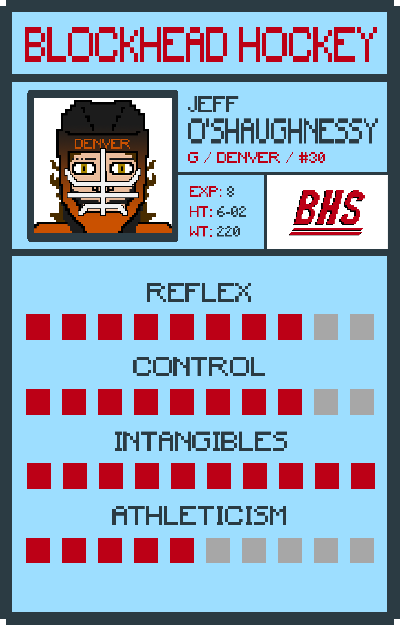 BLOCKHEAD HOCKEY
JEFF
O'SHAUGHNESSY
G / DENVER / #30
DENVER
EXP: 8
HT: 6-02
WT: 220
BHS
REFLEX
CONTROL
INTANGIBLES
ATHLETICISM